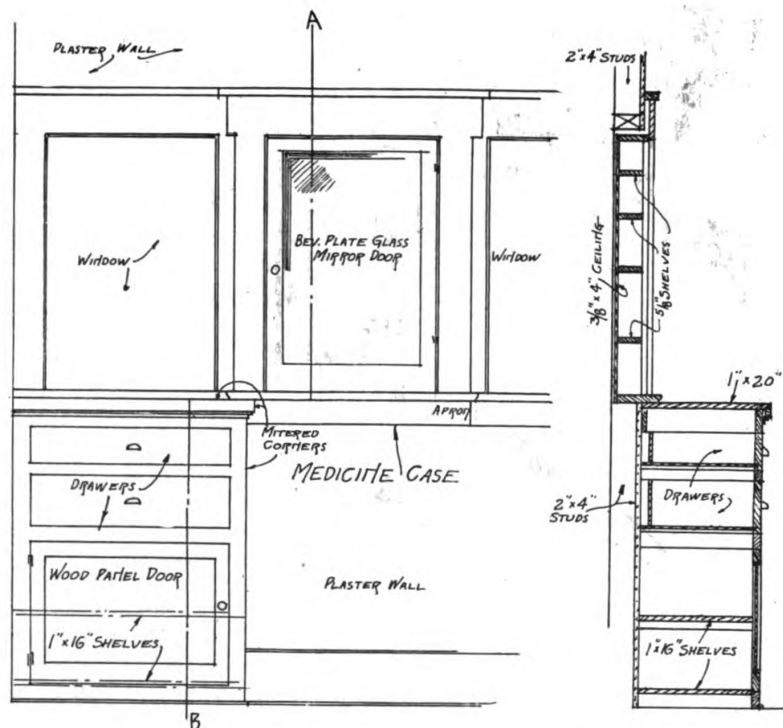 A
PLASTER WALL
2"x4" STUDS
WINDOW
BEV. PLATE GLASS
MIRROR DOOR
WINDOW
3/8"x4" CEILING
5 1/8" SHELVES
1"x20"
APRON
MITERED
CORNERS
MEDICINE CASE
DRAWERS
2"x4"
STUDS
DRAWERS
WOOD PANEL DOOR
PLASTER WALL
1"x16" SHELVES
1"x16" SHELVES
B